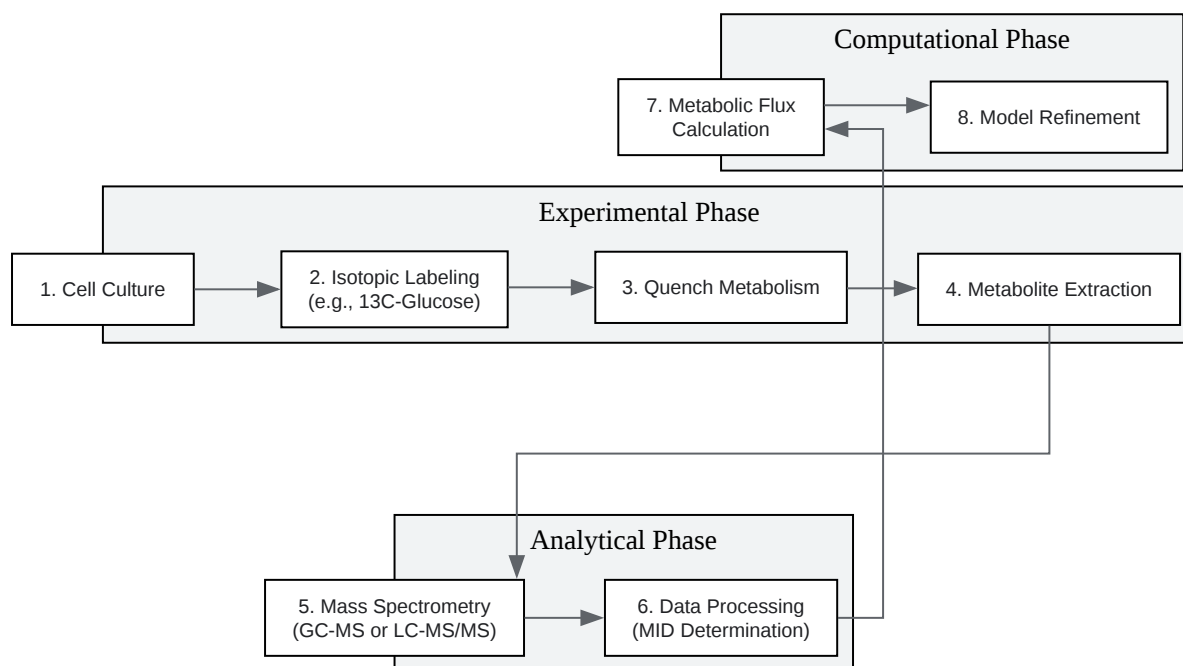 Computational Phase
7. Metabolic Flux
Calculation
8. Model Refinement
Experimental Phase
1. Cell Culture
2. Isotopic Labeling
(e.g., 13C-Glucose)
3. Quench Metabolism
4. Metabolite Extraction
Analytical Phase
5. Mass Spectrometry
(GC-MS or LC-MS/MS)
6. Data Processing
(MID Determination)